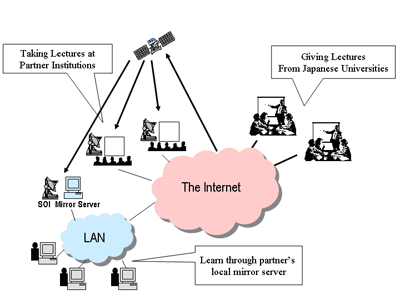 Taking Lectures at
Partner Institutions
Giving Lectures
From Japanese Universities
The Internet
SOI Mirror Server
LAN
Learn through partner's
local mirror server